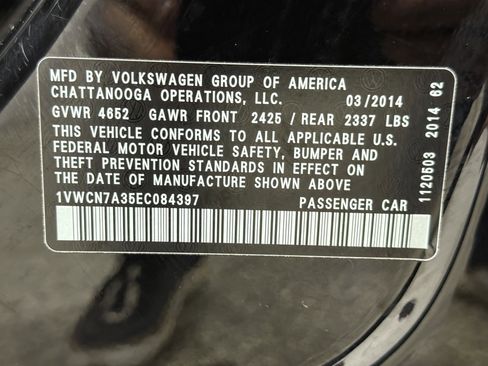 MFD BY VOLKSWAGEN GROUP OF AMERICA
CHATTANOOGA OPERATIONS, LLC. 03/2014
GVWR 4652 GAWR FRONT 2425 / REAR 2337 LBS
THIS VEHICLE CONFORMS TO ALL APPLICABLE U.S.
FEDERAL MOTOR VEHICLE SAFETY, BUMPER AND
THEFT PREVENTION STANDARDS IN EFFECT ON
THE DATE OF MANUFACTURE SHOWN ABOVE.
1VWCN7A35EC084397 PASSENGER CAR
1120503 2014 62